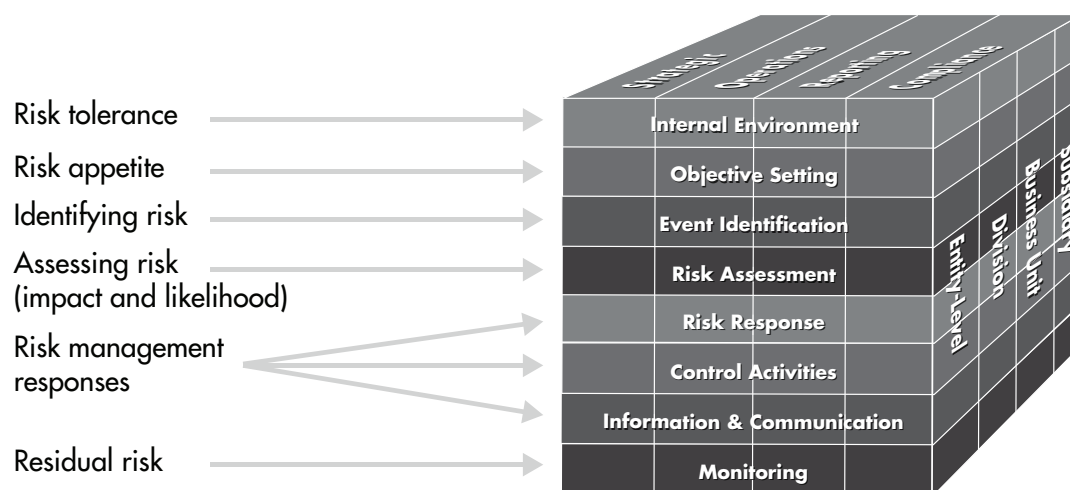 Strategic
Operations
Reporting
Compliance
Risk tolerance
Internal Environment
Risk appetite
Objective Setting
Identifying risk
Event Identification
Assessing risk
(impact and likelihood)
Risk Assessment
Risk management
responses
Risk Response
Control Activities
Information & Communication
Residual risk
Monitoring
Entity-Level
Division
Business Unit
Subsidiary